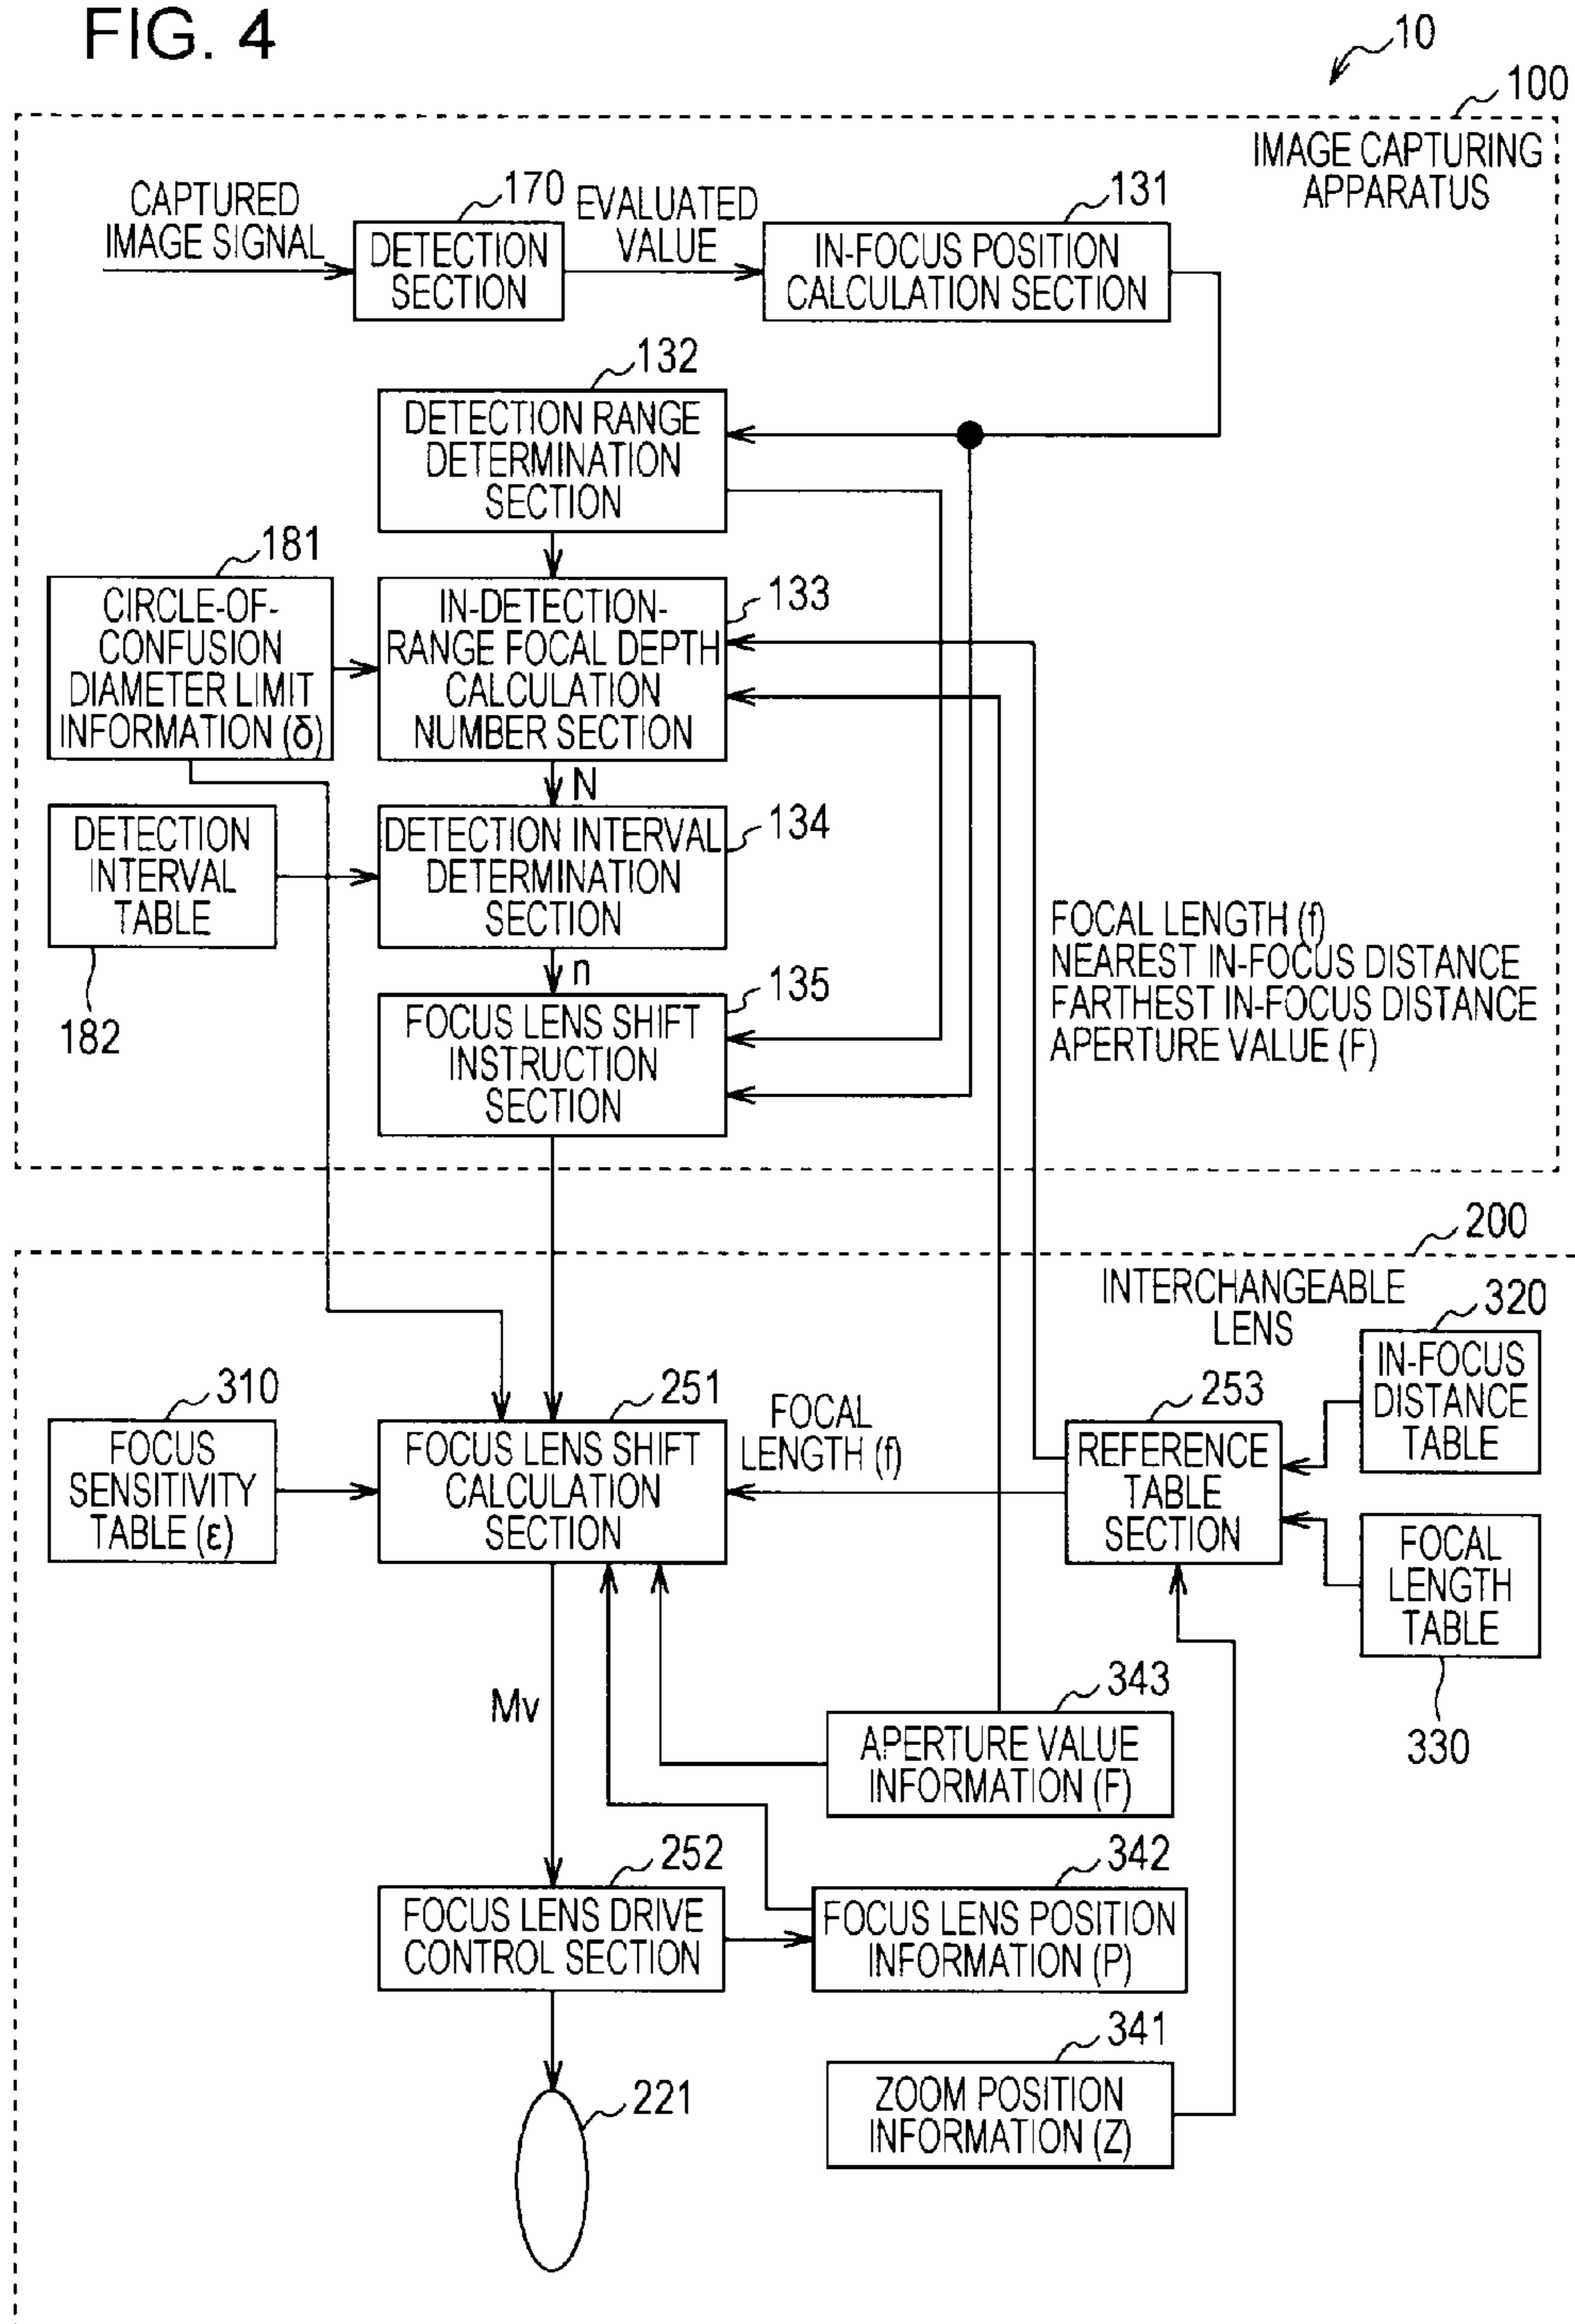 FIG. 4
10
100
IMAGE CAPTURING
APPARATUS
CAPTURED
IMAGE SIGNAL
170
DETECTION
SECTION
EVALUATED
VALUE
131
IN-FOCUS POSITION
CALCULATION SECTION
132
DETECTION RANGE
DETERMINATION
SECTION
181
CIRCLE-OF-
CONFUSION
DIAMETER LIMIT
INFORMATION (δ)
133
IN-DETECTION-
RANGE FOCAL DEPTH
CALCULATION
NUMBER SECTION
N
DETECTION
INTERVAL
TABLE
182
134
DETECTION INTERVAL
DETERMINATION
SECTION
n
135
FOCUS LENS SHIFT
INSTRUCTION
SECTION
FOCAL LENGTH (f)
NEAREST IN-FOCUS DISTANCE
FARTHEST IN-FOCUS DISTANCE
APERTURE VALUE (F)
200
INTERCHANGEABLE
LENS
320
IN-FOCUS
DISTANCE
TABLE
310
FOCUS
SENSITIVITY
TABLE (ε)
251
FOCUS LENS SHIFT
CALCULATION
SECTION
FOCAL
LENGTH (f)
253
REFERENCE
TABLE
SECTION
FOCAL
LENGTH
TABLE
330
Mv
343
APERTURE VALUE
INFORMATION (F)
252
FOCUS LENS DRIVE
CONTROL SECTION
342
FOCUS LENS POSITION
INFORMATION (P)
341
ZOOM POSITION
INFORMATION (Z)
221